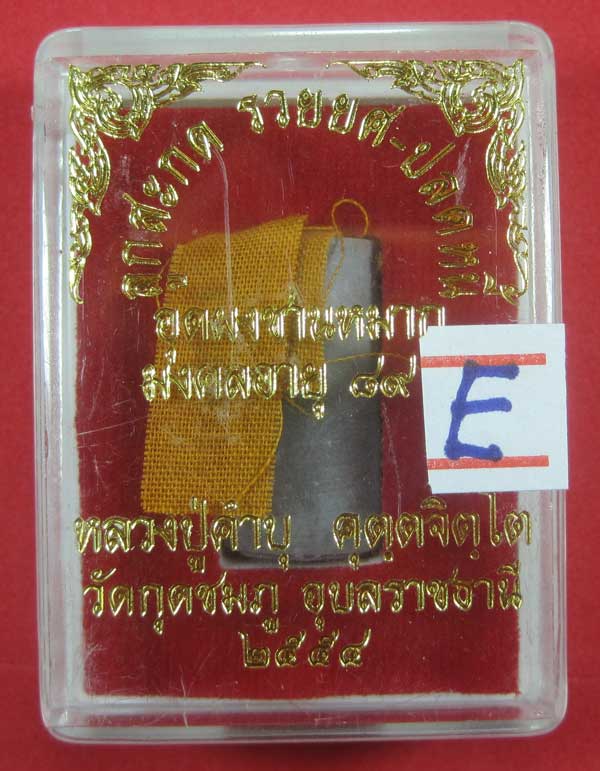 ลูกสะกด รวยยศ-ปลดหนี้
อุดผงชานหมาก
มงคลอายุ ๘๙
E
หลวงปู่คำบุ คุตฺตจิตฺโต
วัดกุดชมภู อุบลราชธานี
๒๕๕๔